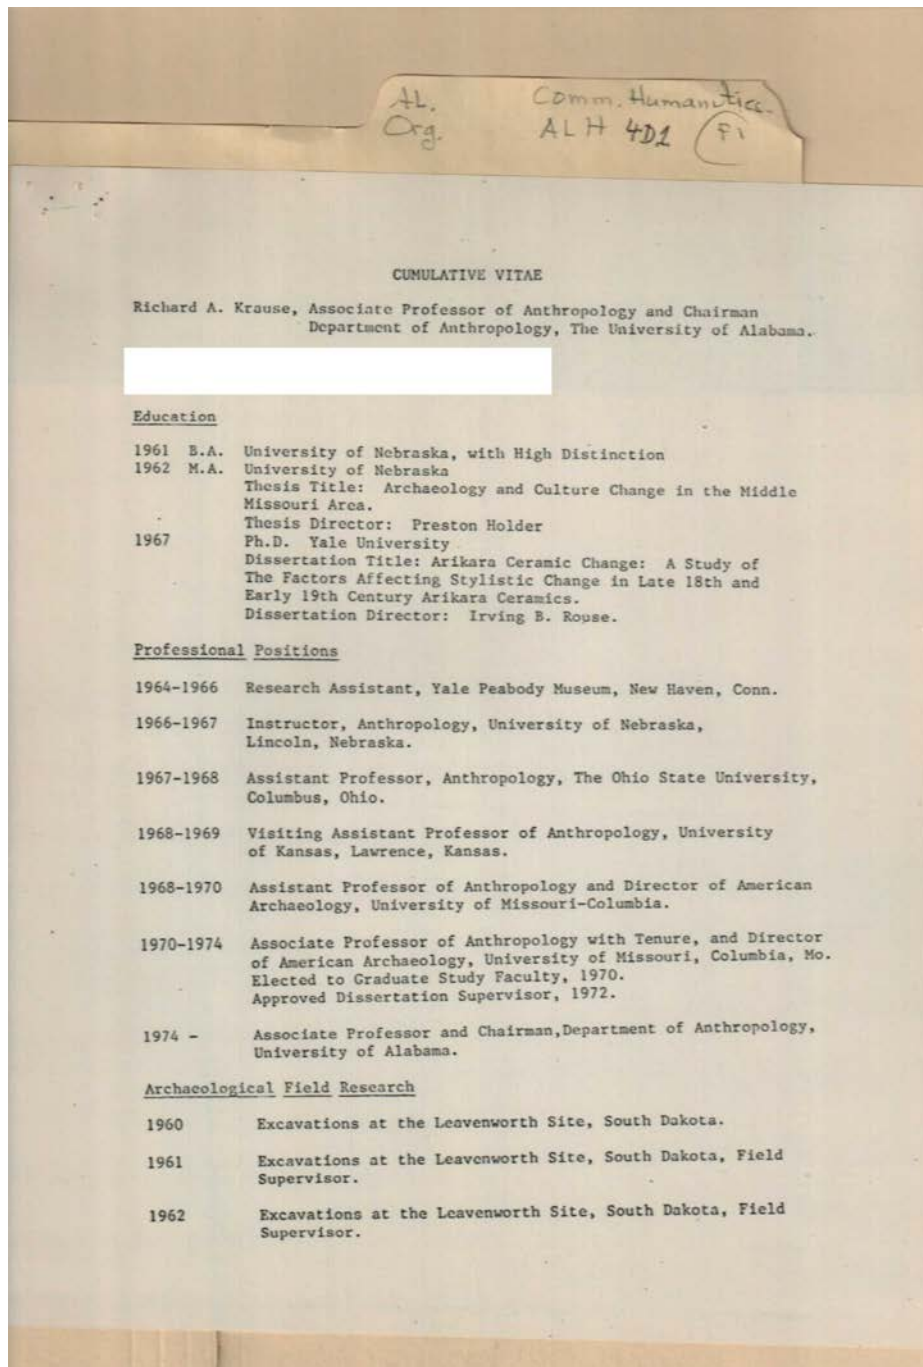 AL. Comm. Humanities.
Org. ALH 4D1 Fi
CUMULATIVE VITAE
Richard A. Krause, Associate Professor of Anthropology and Chairman
Department of Anthropology, The University of Alabama.
Education
1961 B.A. University of Nebraska, with High Distinction
1962 M.A. University of Nebraska
Thesis Title: Archaeology and Culture Change in the Middle
Missouri Area.
Thesis Director: Preston Holder
1967 Ph.D. Yale University
Dissertation Title: Arikara Ceramic Change: A Study of
The Factors Affecting Stylistic Change in Late 18th and
Early 19th Century Arikara Ceramics.
Dissertation Director: Irving B. Rouse.
Professional Positions
1964-1966 Research Assistant, Yale Peabody Museum, New Haven, Conn.
1966-1967 Instructor, Anthropology, University of Nebraska,
Lincoln, Nebraska.
1967-1968 Assistant Professor, Anthropology, The Ohio State University,
Columbus, Ohio.
1968-1969 Visiting Assistant Professor of Anthropology, University
of Kansas, Lawrence, Kansas.
1968-1970 Assistant Professor of Anthropology and Director of American
Archaeology, University of Missouri-Columbia.
1970-1974 Associate Professor of Anthropology with Tenure, and Director
of American Archaeology, University of Missouri, Columbia, Mo.
Elected to Graduate Study Faculty, 1970.
Approved Dissertation Supervisor, 1972.
1974 - Associate Professor and Chairman,Department of Anthropology,
University of Alabama.
Archaeological Field Research
1960 Excavations at the Leavenworth Site, South Dakota.
1961 Excavations at the Leavenworth Site, South Dakota, Field
Supervisor.
1962 Excavations at the Leavenworth Site, South Dakota, Field
Supervisor.